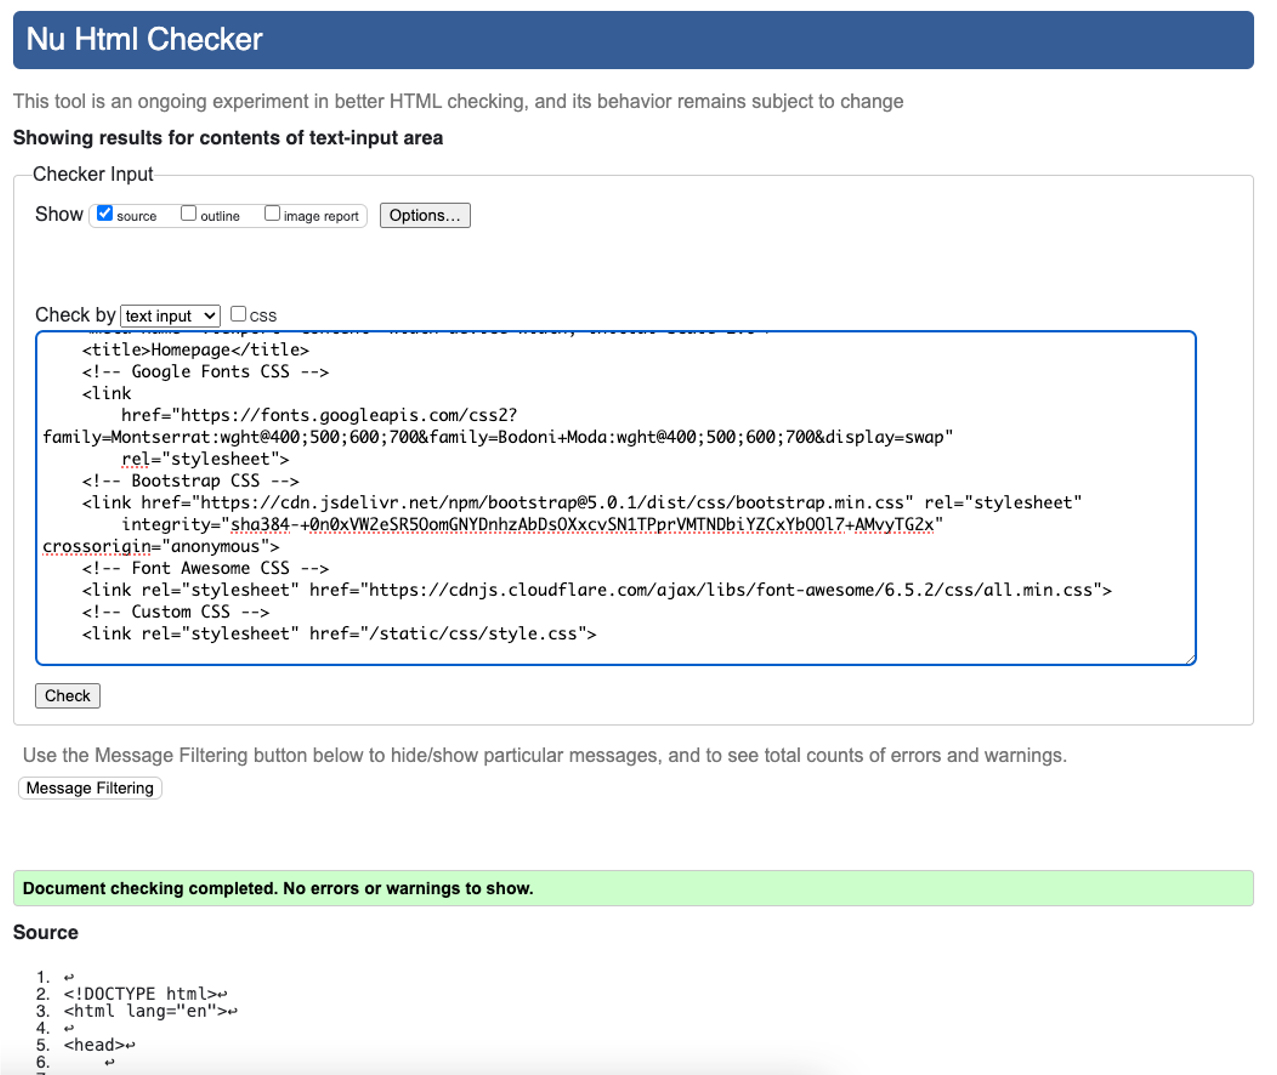 Nu Html Checker
This tool is an ongoing experiment in better HTML checking, and its behavior remains subject to change
Showing results for contents of text-input area
Checker Input
Show source outline image report Options...
Check by text input css
<title>Homepage</title>
<!-- Google Fonts CSS -->
<link
href="https://fonts.googleapis.com/css2?
family=Montserrat:wght@400;500;600;700&family=Bodoni+Moda:wght@400;500;600;700&display=swap"
rel="stylesheet">
<!-- Bootstrap CSS -->
<link href="https://cdn.jsdelivr.net/npm/bootstrap@5.0.1/dist/css/bootstrap.min.css" rel="stylesheet"
integrity="sha384-+0n0xVW2eSR5OomGNYDnhzAbDsOXxcvSN1TPprVMTNDbiYZCxYbOOl7+AMvyTG2x"
crossorigin="anonymous">
<!-- Font Awesome CSS -->
<link rel="stylesheet" href="https://cdnjs.cloudflare.com/ajax/libs/font-awesome/6.5.2/css/all.min.css">
<!-- Custom CSS -->
<link rel="stylesheet" href="/static/css/style.css">
Check
Use the Message Filtering button below to hide/show particular messages, and to see total counts of errors and warnings.
Message Filtering
Document checking completed. No errors or warnings to show.
Source
1. ↩
2. <!DOCTYPE html>↩
3. <html lang="en">↩
4. ↩
5. <head>↩
6. ↩